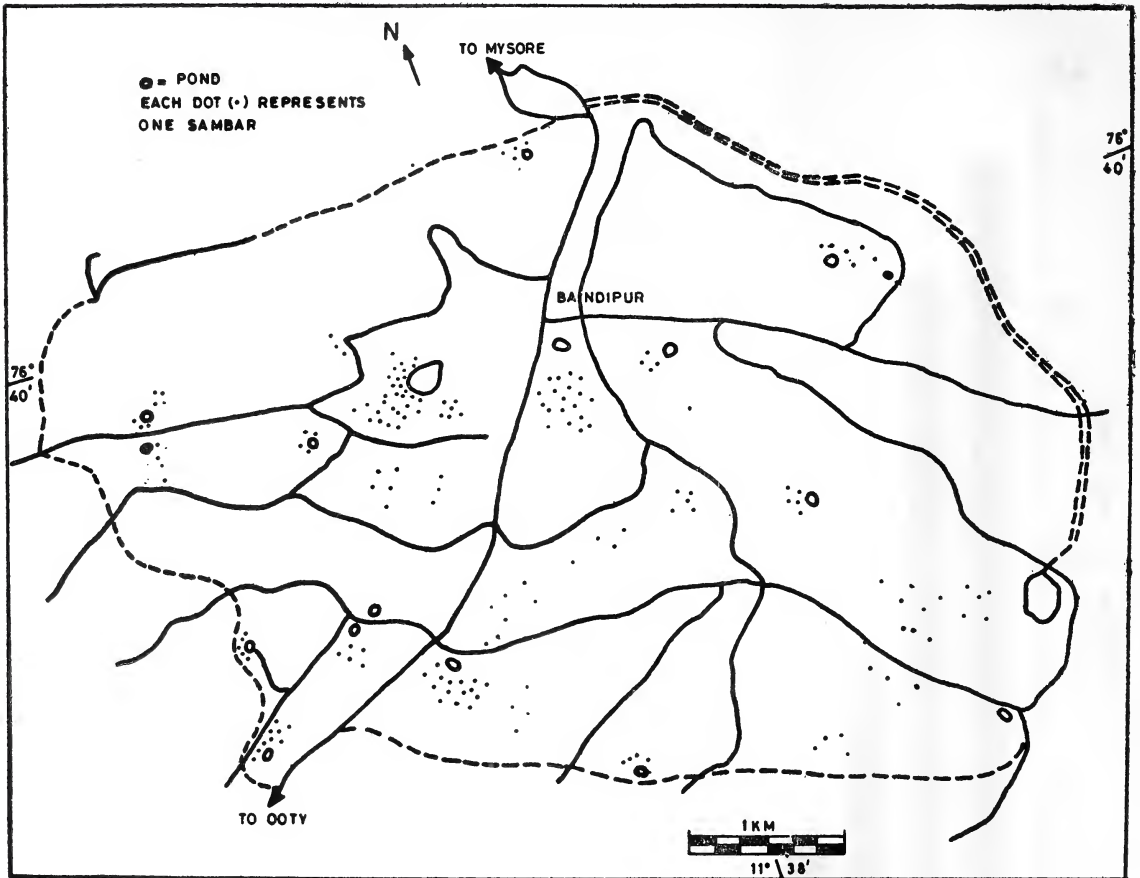 N
TO MYSORE
= POND
EACH DOT (•) REPRESENTS
ONE SAMBAR
76°
40'
BANDIPUR
76°
40'
TO OOTY
1 KM
11° 38'